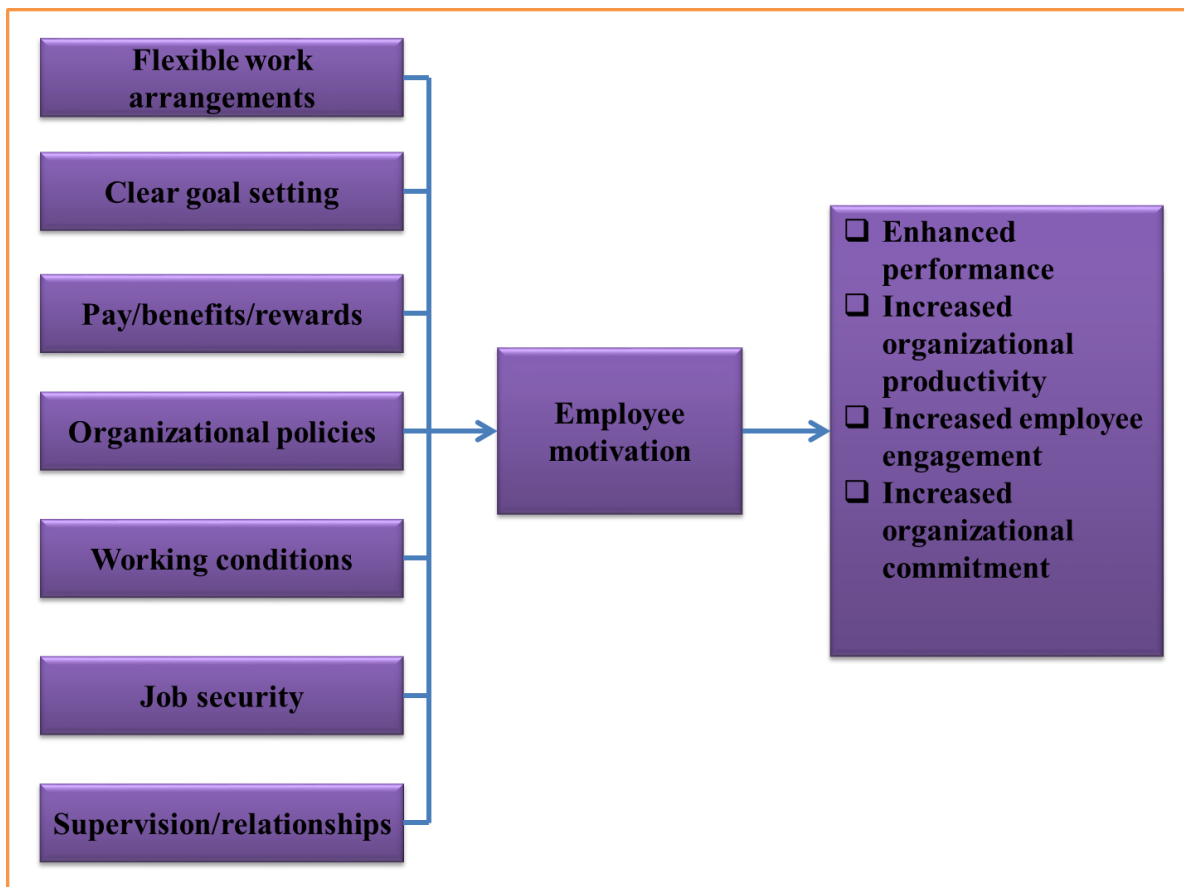 Flexible work
arrangements
Clear goal setting
Pay/benefits/rewards
Organizational policies
Working conditions
Job security
Supervision/relationships
Employee
motivation
❑ Enhanced
performance
❑ Increased
organizational
productivity
❑ Increased employee
engagement
❑ Increased
organizational
commitment